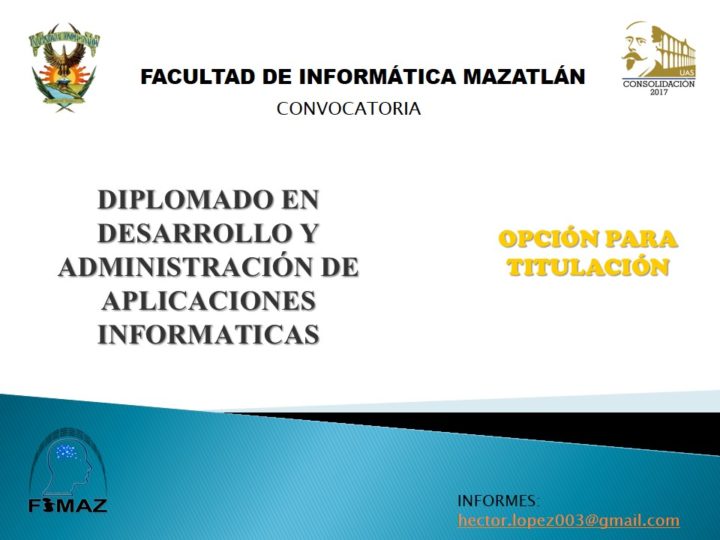 FACULTAD DE INFORMÁTICA MAZATLÁN
CONVOCATORIA
UAS
CONSOLIDACIÓN
2017
DIPLOMADO EN
DESARROLLO Y
ADMINISTRACIÓN DE
APLICACIONES
INFORMATICAS
OPCIÓN PARA
TITULACIÓN
FIMAZ
INFORMES:
hector.lopez003@gmail.com